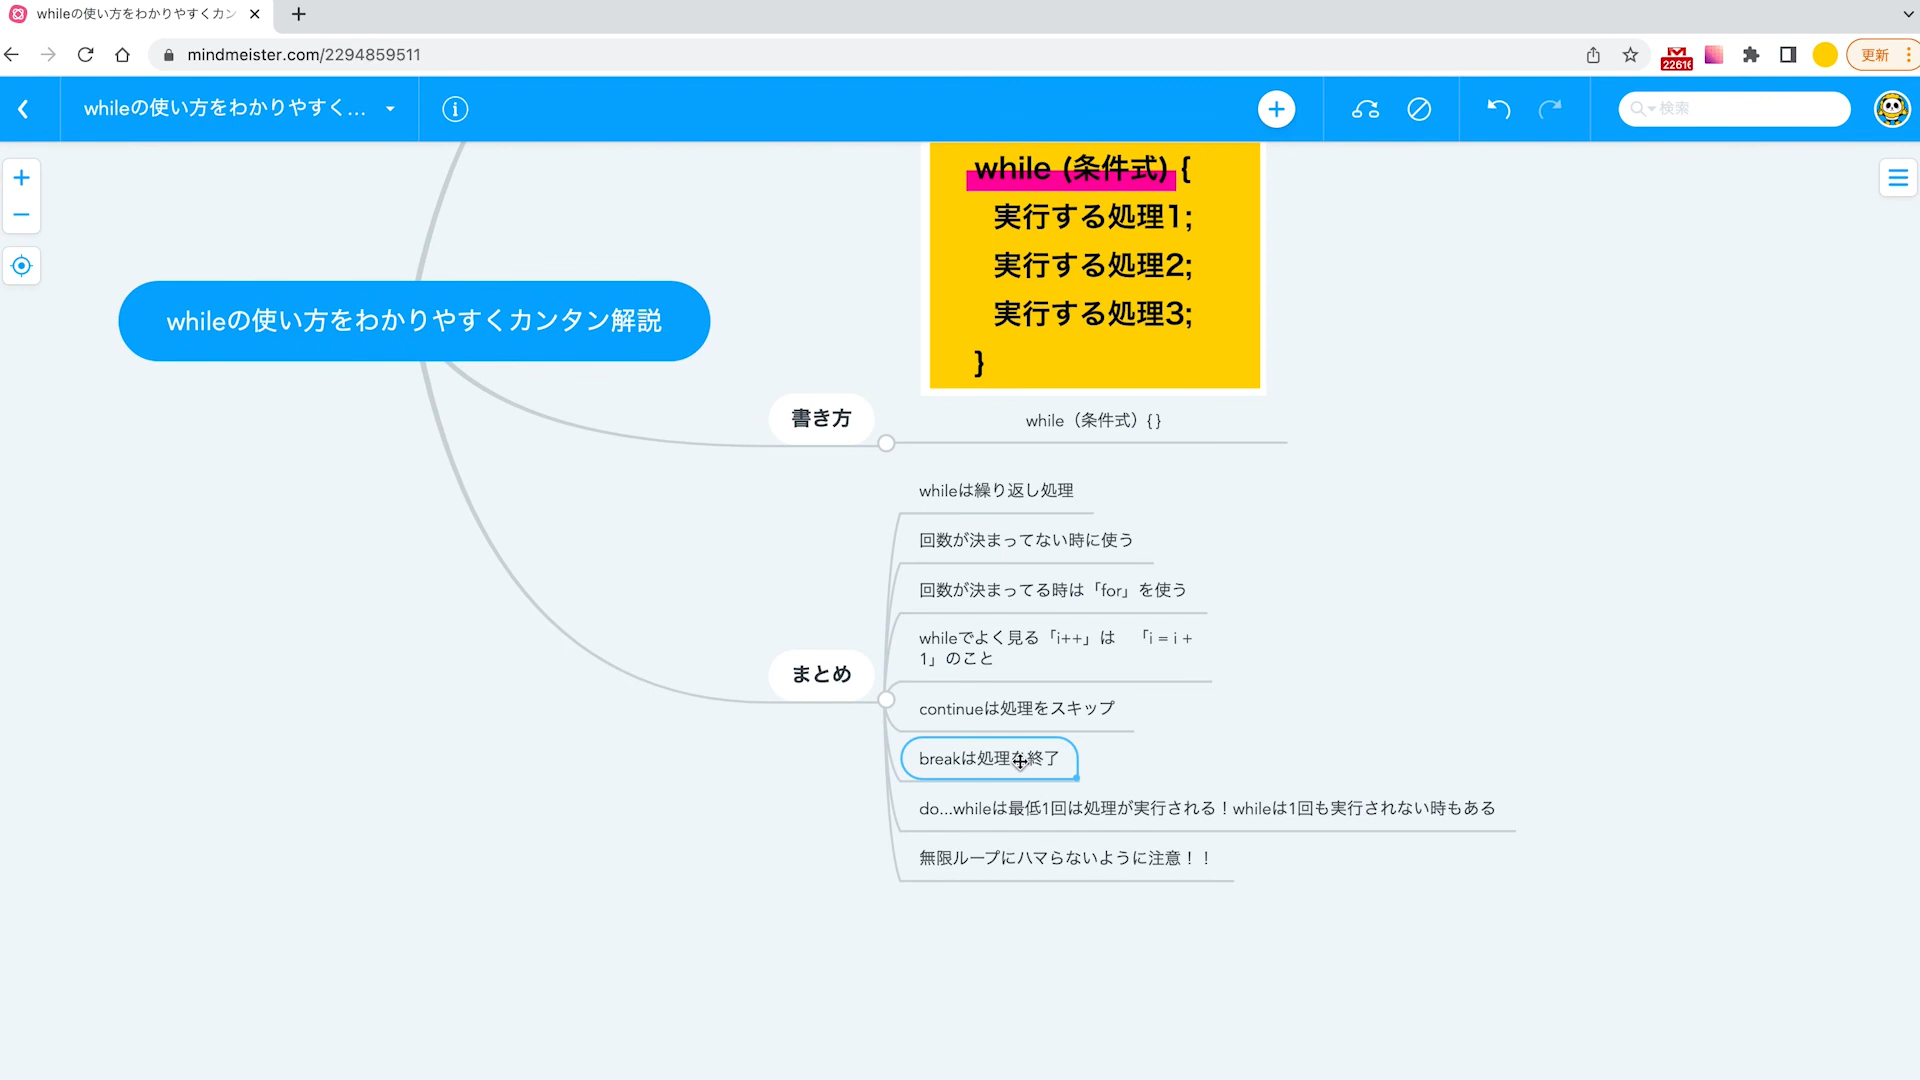 whileの使い方をわかりやすくカン
mindmeister.com/2294859511
22616
更新
whileの使い方をわかりやすく...
検索
while (条件式) {
実行する処理1;
実行する処理2;
実行する処理3;
}
whileの使い方をわかりやすくカンタン解説
書き方
while（条件式）{ }
whileは繰り返し処理
回数が決まってない時に使う
回数が決まってる時は「for」を使う
whileでよく見る「i++」は　「i = i +
1」のこと
まとめ
continueは処理をスキップ
breakは処理を終了
do...whileは最低1回は処理が実行される！whileは1回も実行されない時もある
無限ループにハマらないように注意！！